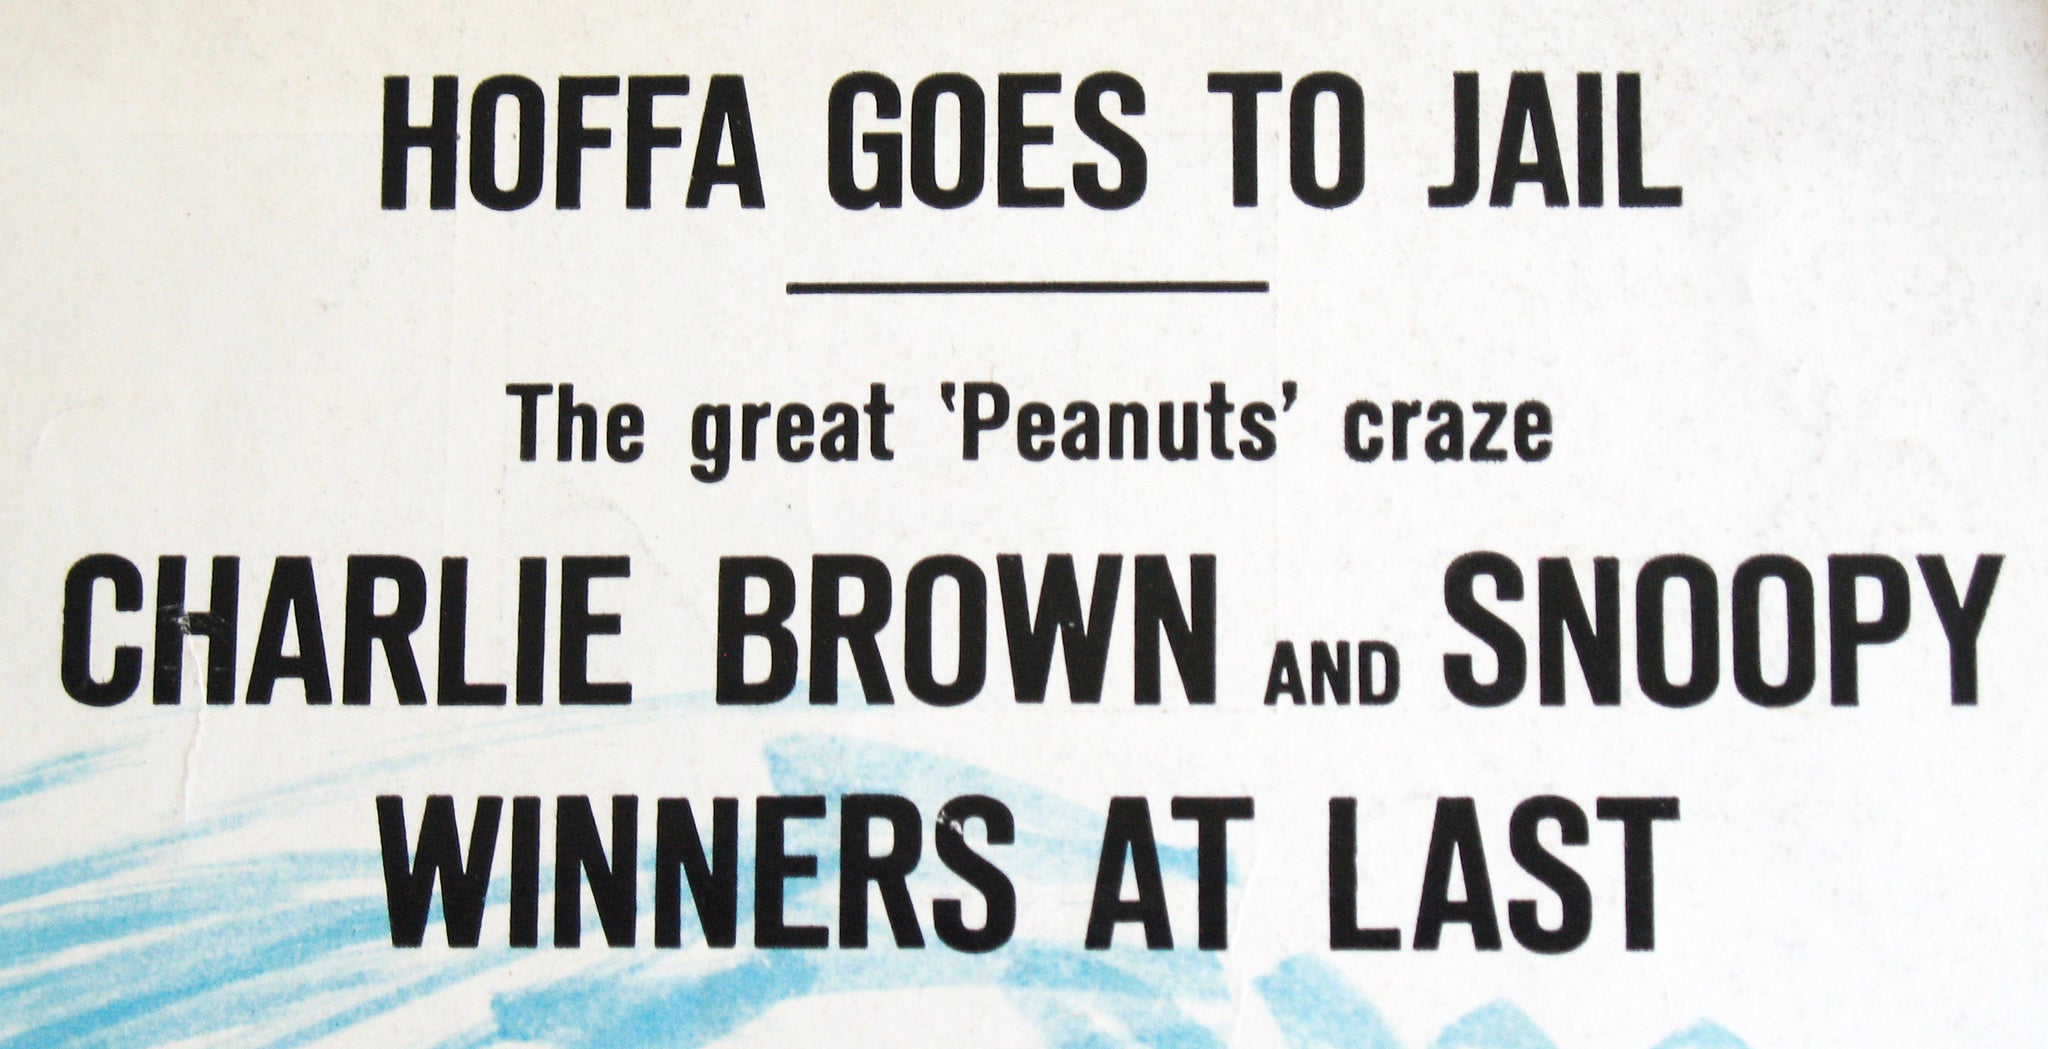 HOFFA GOES TO JAIL
The great 'Peanuts' craze
CHARLIE BROWN AND SNOOPY
WINNERS AT LAST